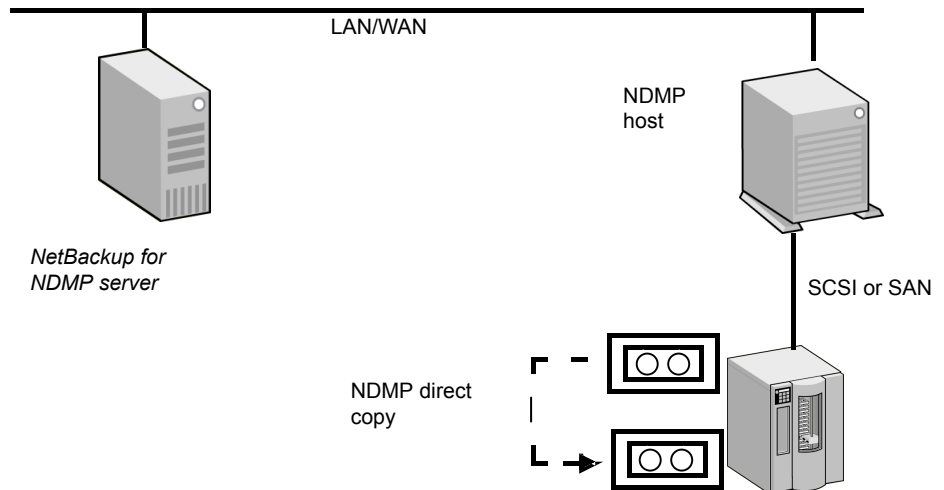 LAN/WAN
NDMP
host
NetBackup for
NDMP server
SCSI or SAN
NDMP direct
copy